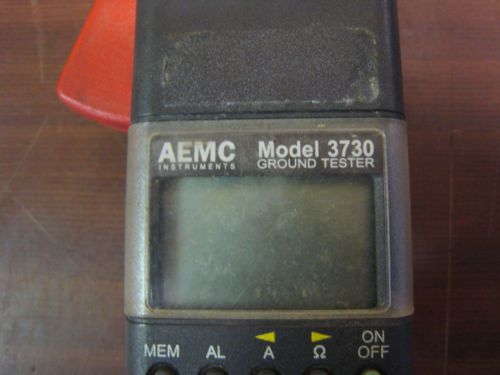 AEMC Model 3730
INSTRUMENTS GROUND TESTER
ON
MEM AL A Ω OFF